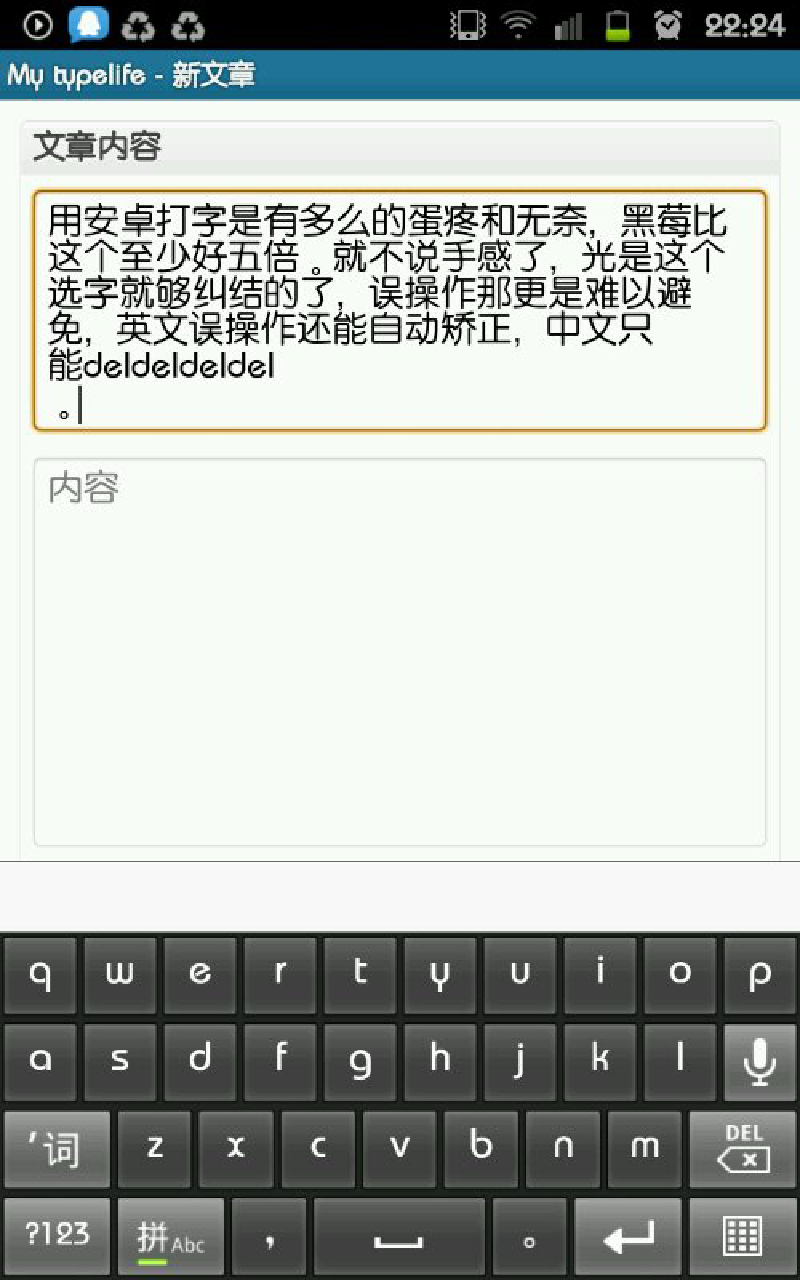 22:24
My typelife - 新文章
文章内容
用安卓打字是有多么的蛋疼和无奈，黑莓比
这个至少好五倍。就不说手感了，光是这个
选字就够纠结的了，误操作那更是难以避
免，英文误操作还能自动矫正，中文只
能deldeldeldel
。
内容
q w e r t y u i o p
a s d f g h j k l
'词 z x c v b n m DEL
?123 拼Abc , 。